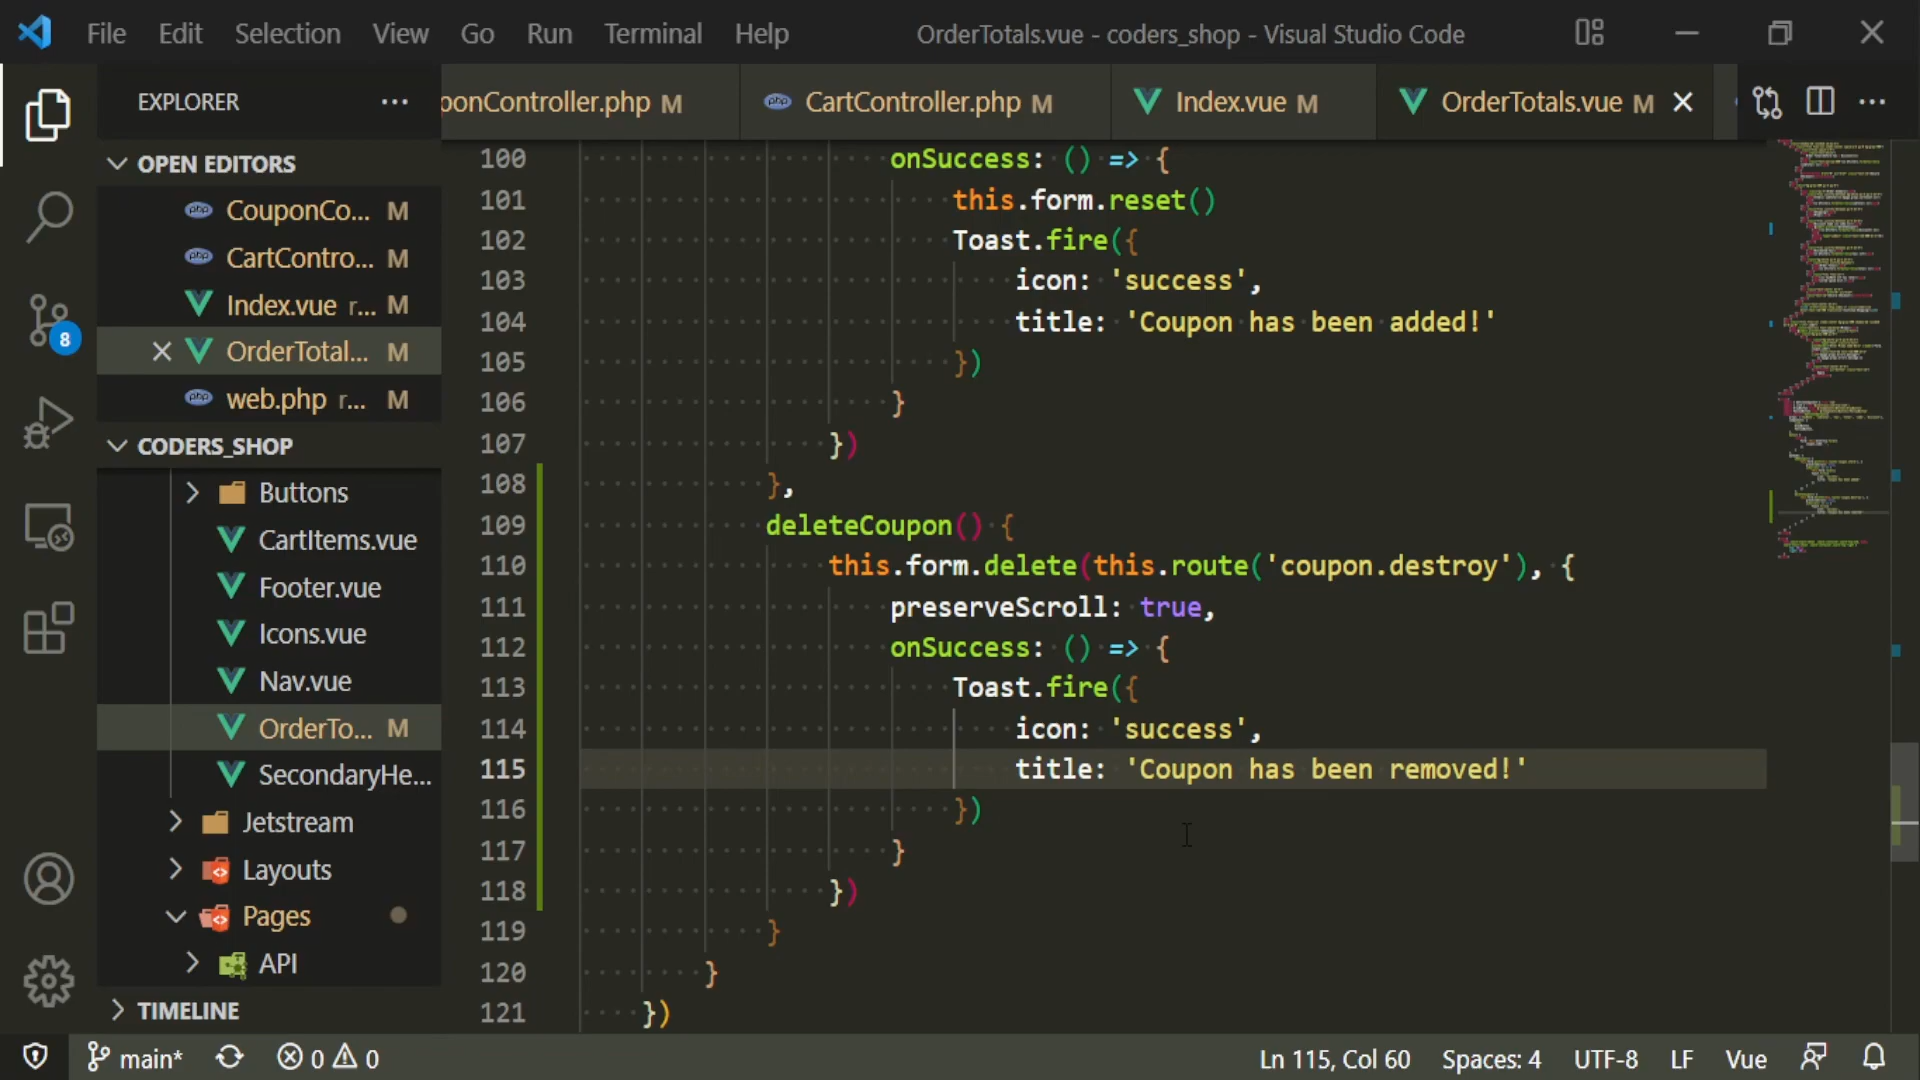 File Edit Selection View Go Run Terminal Help OrderTotals.vue - coders_shop - Visual Studio Code
EXPLORER
ponController.php M
CartController.php M
Index.vue M
OrderTotals.vue M
OPEN EDITORS
CouponCo... M
CartContro... M
Index.vue r... M
OrderTotal... M
web.php r... M
CODERS_SHOP
Buttons
CartItems.vue
Footer.vue
Icons.vue
Nav.vue
OrderTo... M
SecondaryHe...
Jetstream
Layouts
Pages
API
TIMELINE
8
100 onSuccess: () => {
101 this.form.reset()
102 Toast.fire({
103 icon: 'success',
104 title: 'Coupon has been added!'
105 })
106 }
107 })
108 },
109 deleteCoupon() {
110 this.form.delete(this.route('coupon.destroy'), {
111 preserveScroll: true,
112 onSuccess: () => {
113 Toast.fire({
114 icon: 'success',
115 title: 'Coupon has been removed!'
116 })
117 }
118 })
119 }
120 }
121 })
main* 0 0 Ln 115, Col 60 Spaces: 4 UTF-8 LF Vue